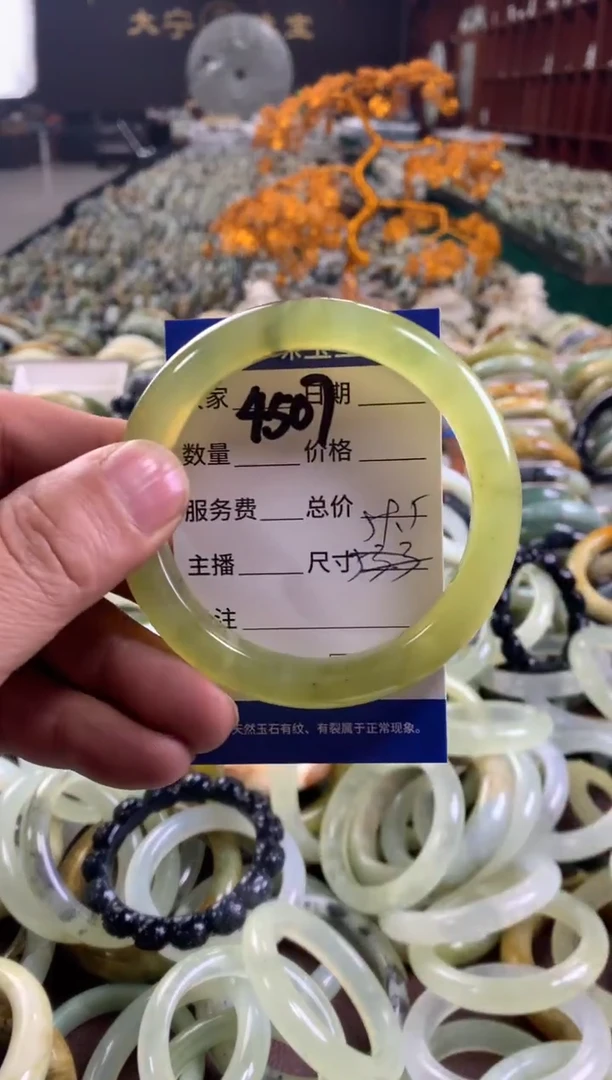 大宁
家 4507 日期
数量 价格
服务费 总价
主播 尺寸
注
天然玉石有纹、有裂属于正常现象。